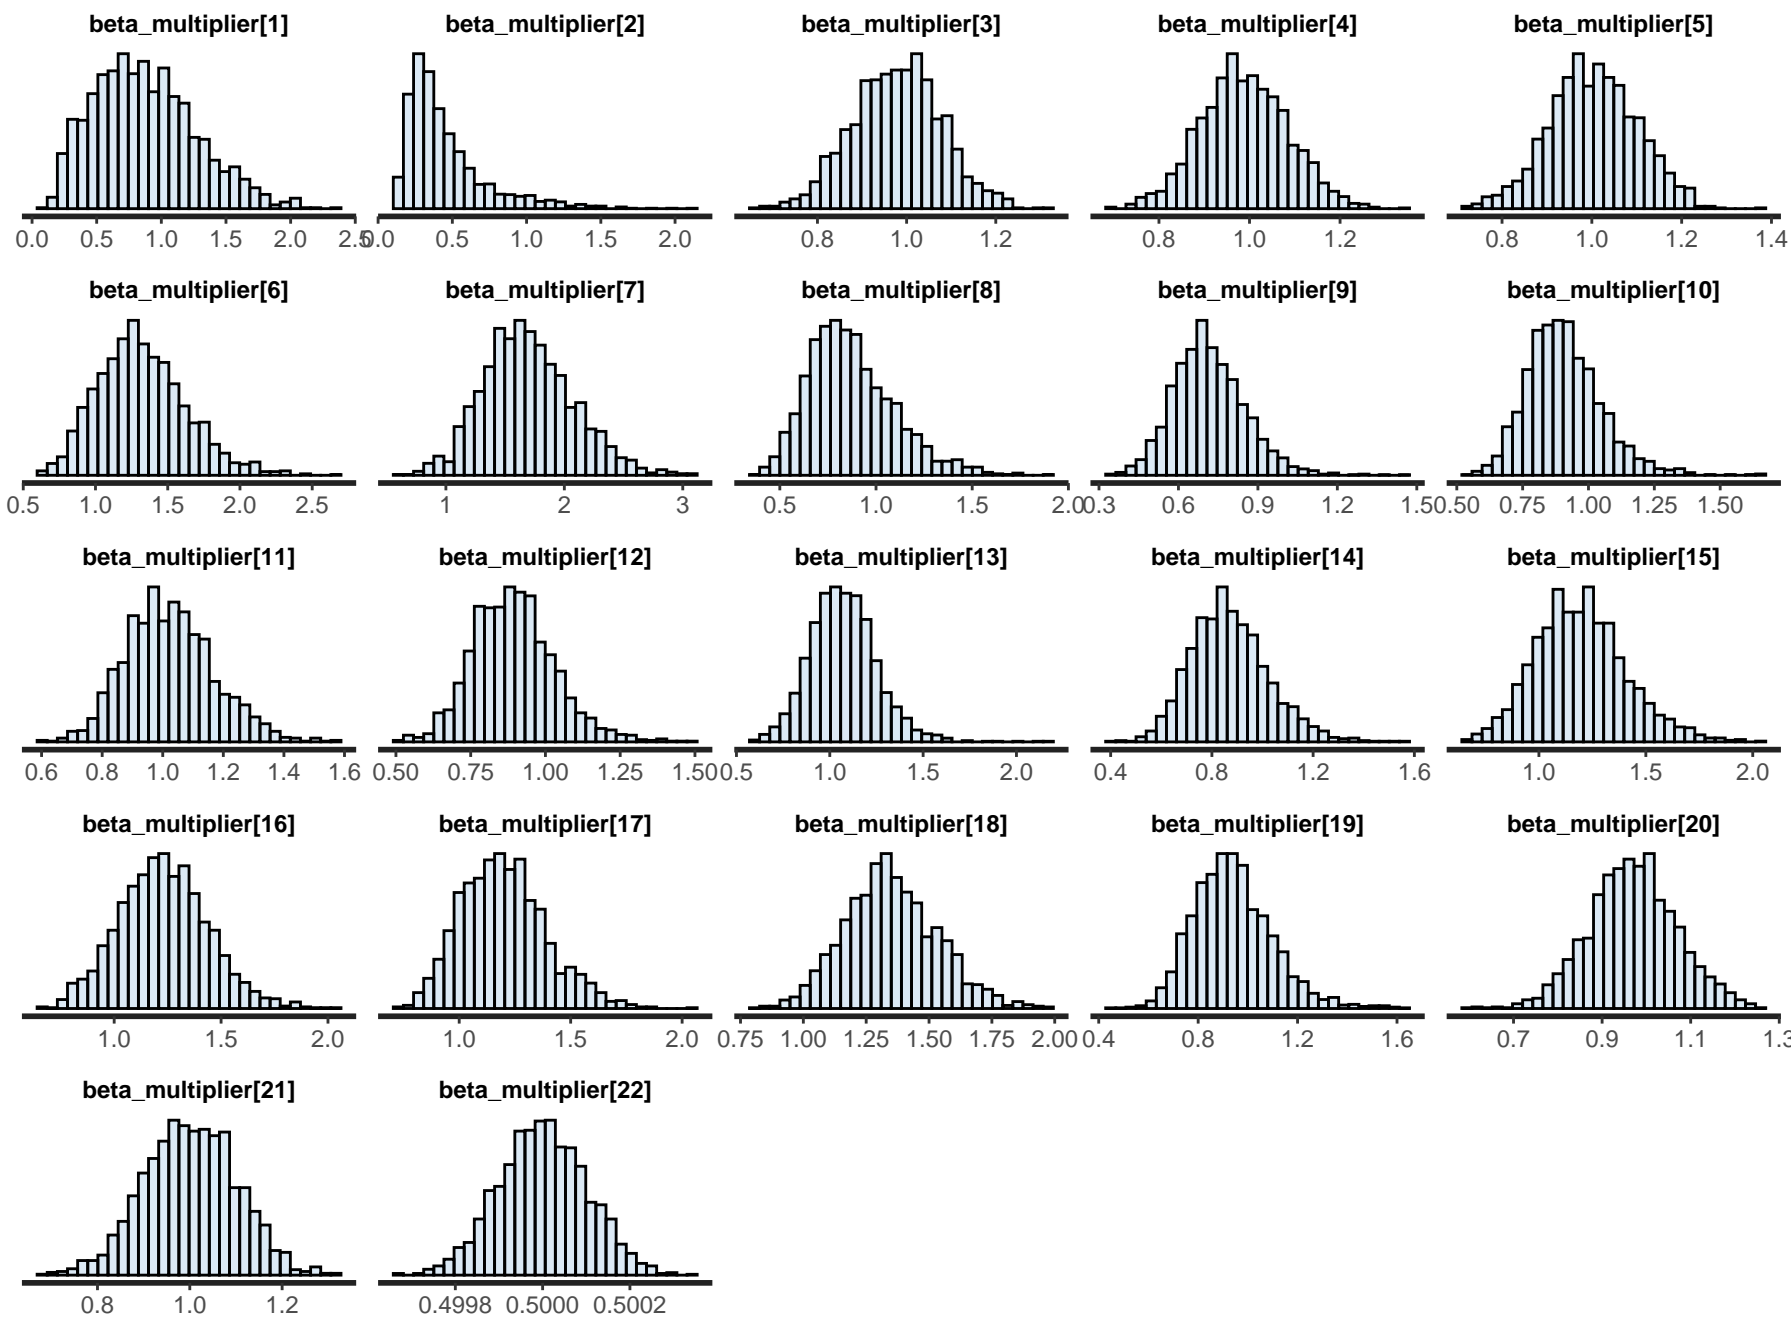 beta_multiplier[1] beta_multiplier[2] beta_multiplier[3] beta_multiplier[4] beta_multiplier[5]
0.0 0.5 1.0 1.5 2.0 2.5 0.0 0.5 1.0 1.5 2.0 0.8 1.0 1.2 0.8 1.0 1.2 0.8 1.0 1.2 1.4
beta_multiplier[6] beta_multiplier[7] beta_multiplier[8] beta_multiplier[9] beta_multiplier[10]
0.5 1.0 1.5 2.0 2.5 1 2 3 0.5 1.0 1.5 2.0 0.3 0.6 0.9 1.2 1.5 0.50 0.75 1.00 1.25 1.50
beta_multiplier[11] beta_multiplier[12] beta_multiplier[13] beta_multiplier[14] beta_multiplier[15]
0.6 0.8 1.0 1.2 1.4 1.6 0.50 0.75 1.00 1.25 1.50 0.5 1.0 1.5 2.0 0.4 0.8 1.2 1.6 1.0 1.5 2.0
beta_multiplier[16] beta_multiplier[17] beta_multiplier[18] beta_multiplier[19] beta_multiplier[20]
1.0 1.5 2.0 1.0 1.5 2.0 0.75 1.00 1.25 1.50 1.75 2.00 0.4 0.8 1.2 1.6 0.7 0.9 1.1 1.3
beta_multiplier[21] beta_multiplier[22]
0.8 1.0 1.2 0.4998 0.5000 0.5002